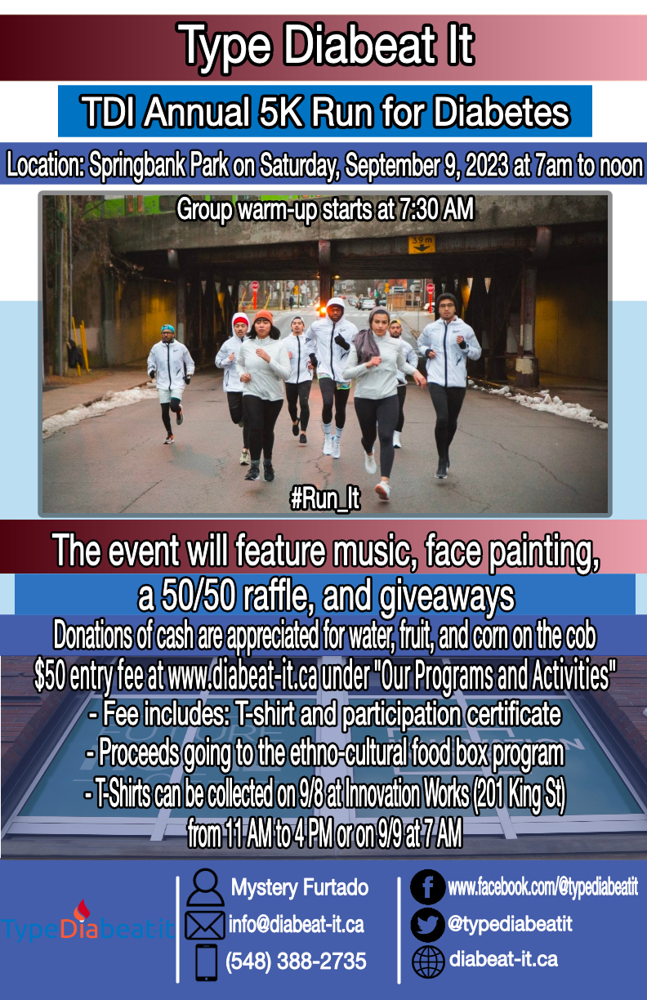 Type Diabeat It
TDI Annual 5K Run for Diabetes
Location: Springbank Park on Saturday, September 9, 2023 at 7am to noon
Group warm-up starts at 7:30 AM
39m
#Run_It
The event will feature music, face painting,
a 50/50 raffle, and giveaways
Donations of cash are appreciated for water, fruit, and corn on the cob
$50 entry fee at www.diabeat-it.ca under "Our Programs and Activities"
- Fee includes: T-shirt and participation certificate
- Proceeds going to the ethno-cultural food box program
- T-Shirts can be collected on 9/8 at Innovation Works (201 King St)
from 11 AM to 4 PM or on 9/9 at 7 AM
TypeDiabeatit
Mystery Furtado
info@diabeat-it.ca
(548) 388-2735
www.facebook.com/@typediabeatit
@typediabeatit
diabeat-it.ca